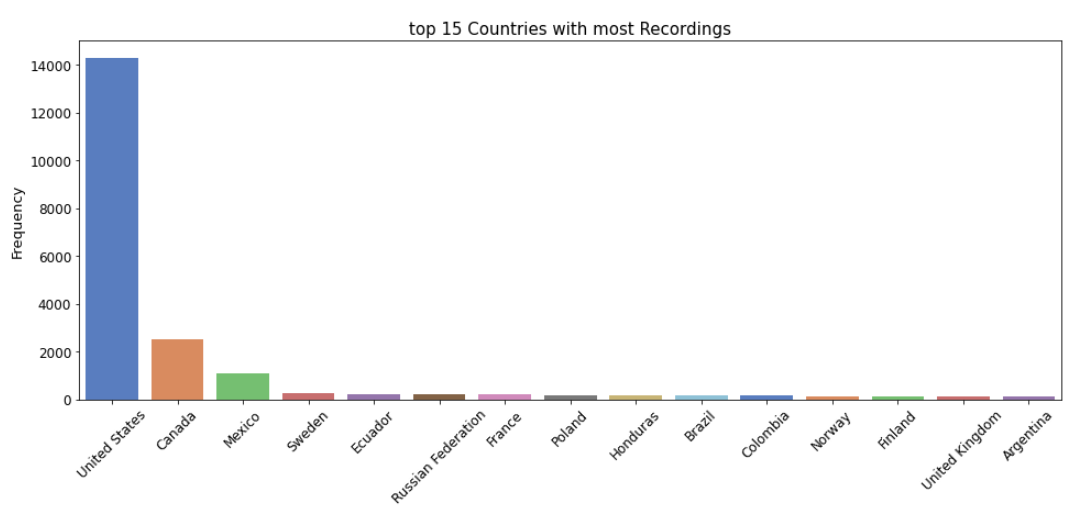 top 15 Countries with most Recordings
Frequency
14000
12000
10000
8000
6000
4000
2000
0
United States
Canada
Mexico
Sweden
Ecuador
Russian Federation
France
Poland
Honduras
Brazil
Colombia
Norway
Finland
United Kingdom
Argentina